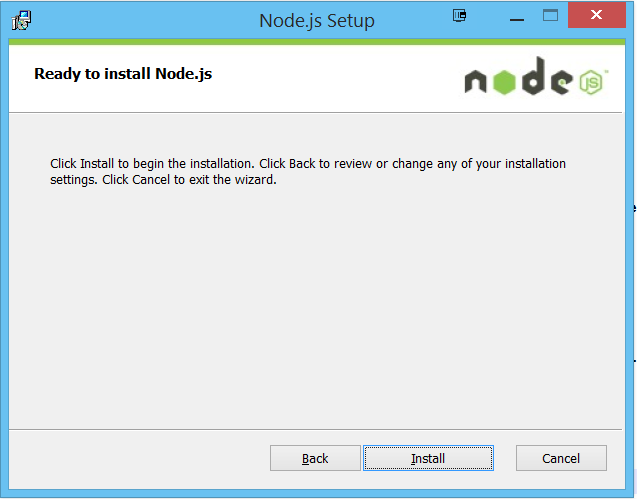 Node.js Setup
Ready to install Node.js
node JS™
Click Install to begin the installation. Click Back to review or change any of your installation
settings. Click Cancel to exit the wizard.
Back Install Cancel